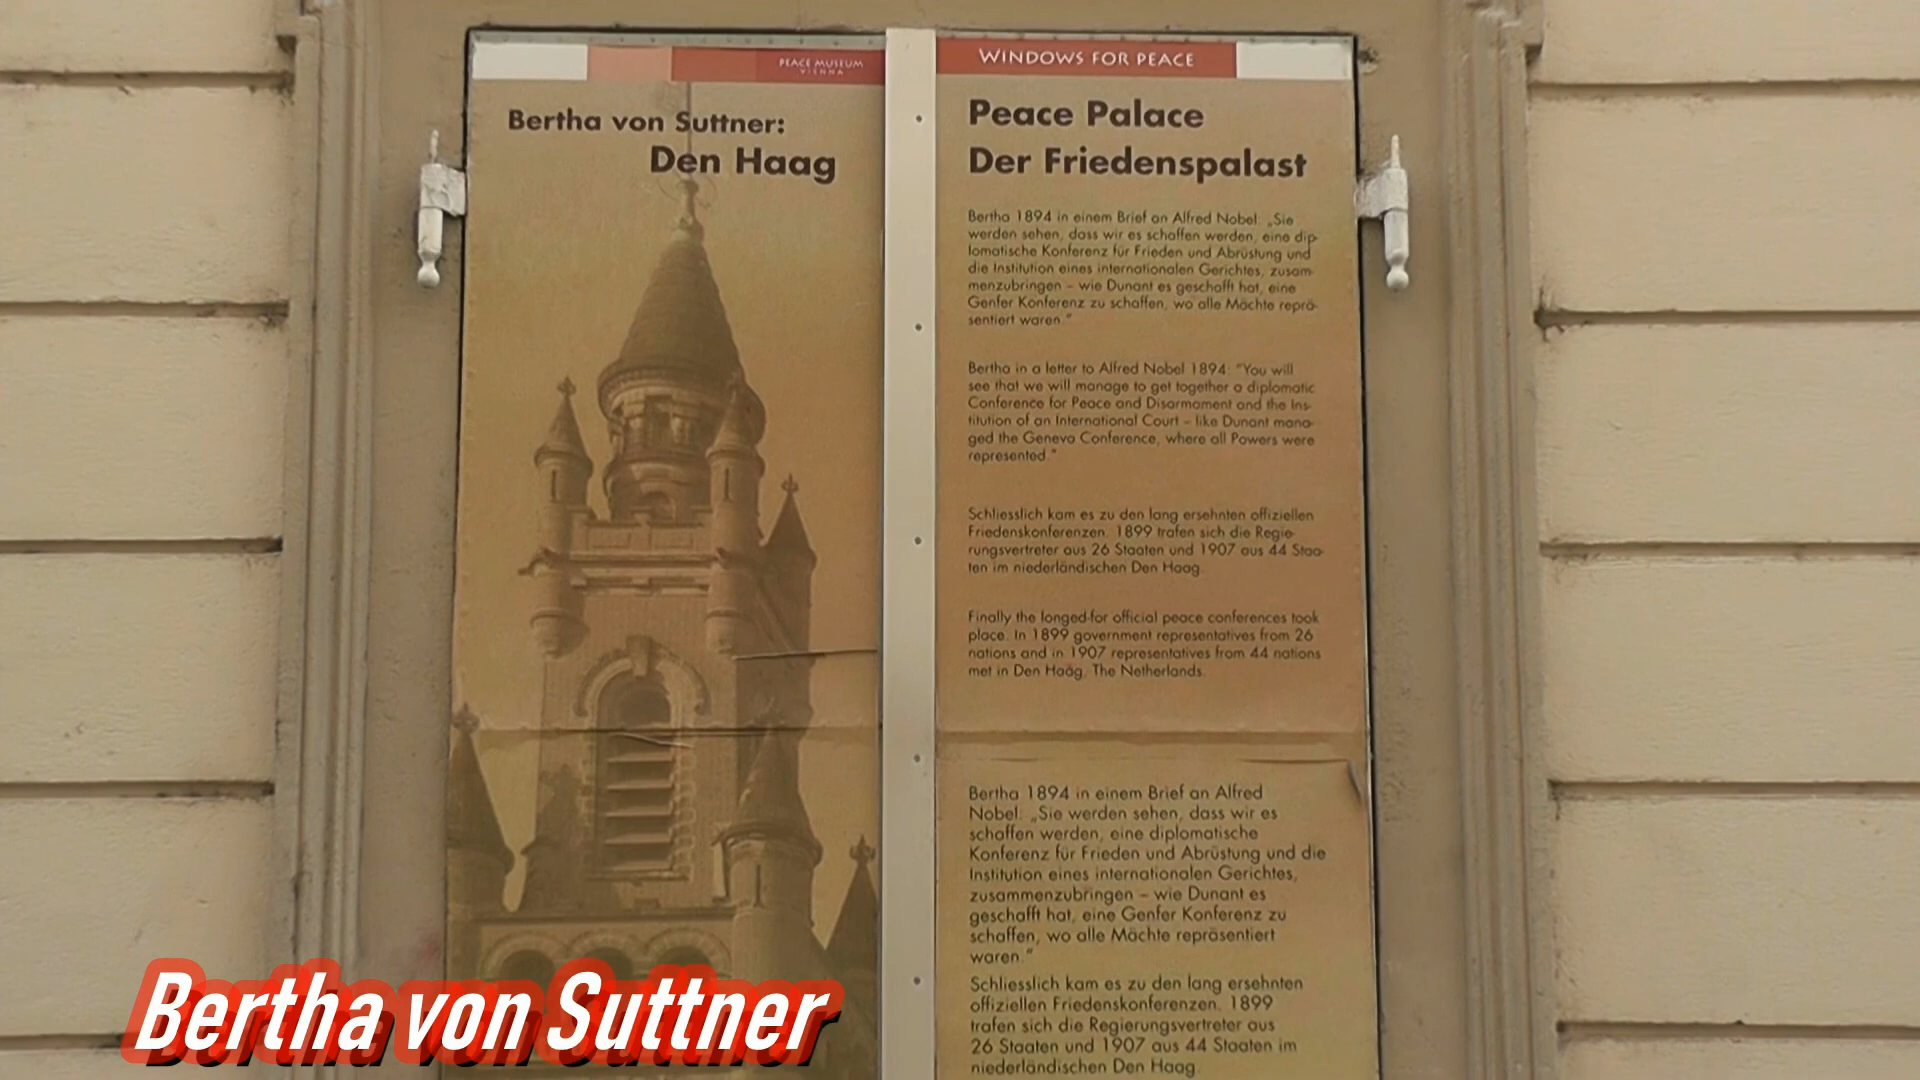 PEACE MUSEUM
VIENNA
Bertha von Suttner:
Den Haag
WINDOWS FOR PEACE
Peace Palace
Der Friedenspalast
Bertha 1894 in einem Brief an Alfred Nobel: „Sie
werden sehen, dass wir es schaffen werden, eine dip-
lomatische Konferenz für Frieden und Abrüstung und
die Institution eines internationalen Gerichtes, zusam-
menzubringen – wie Dunant es geschafft hat, eine
Genfer Konferenz zu schaffen, wo alle Mächte reprä-
sentiert waren.“
Bertha in a letter to Alfred Nobel 1894: "You will
see that we will manage to get together a diplomatic
Conference for Peace and Disarmament and the Ins-
titution of an International Court – like Dunant mana-
ged the Geneva Conference, where all Powers were
represented."
Schliesslich kam es zu den lang ersehnten offiziellen
Friedenskonferenzen. 1899 trafen sich die Regie-
rungsvertreter aus 26 Staaten und 1907 aus 44 Staa-
ten im niederländischen Den Haag.
Finally the longed-for official peace conferences took
place. In 1899 government representatives from 26
nations and in 1907 representatives from 44 nations
met in Den Haag, The Netherlands.
Bertha 1894 in einem Brief an Alfred
Nobel: „Sie werden sehen, dass wir es
schaffen werden, eine diplomatische
Konferenz für Frieden und Abrüstung und die
Institution eines internationalen Gerichtes,
zusammenzubringen – wie Dunant es
geschafft hat, eine Genfer Konferenz zu
schaffen, wo alle Mächte repräsentiert
waren.“
Schliesslich kam es zu den lang ersehnten
offiziellen Friedenskonferenzen. 1899
trafen sich die Regierungsvertreter aus
26 Staaten und 1907 aus 44 Staaten im
niederländischen Den Haag.
Bertha von Suttner